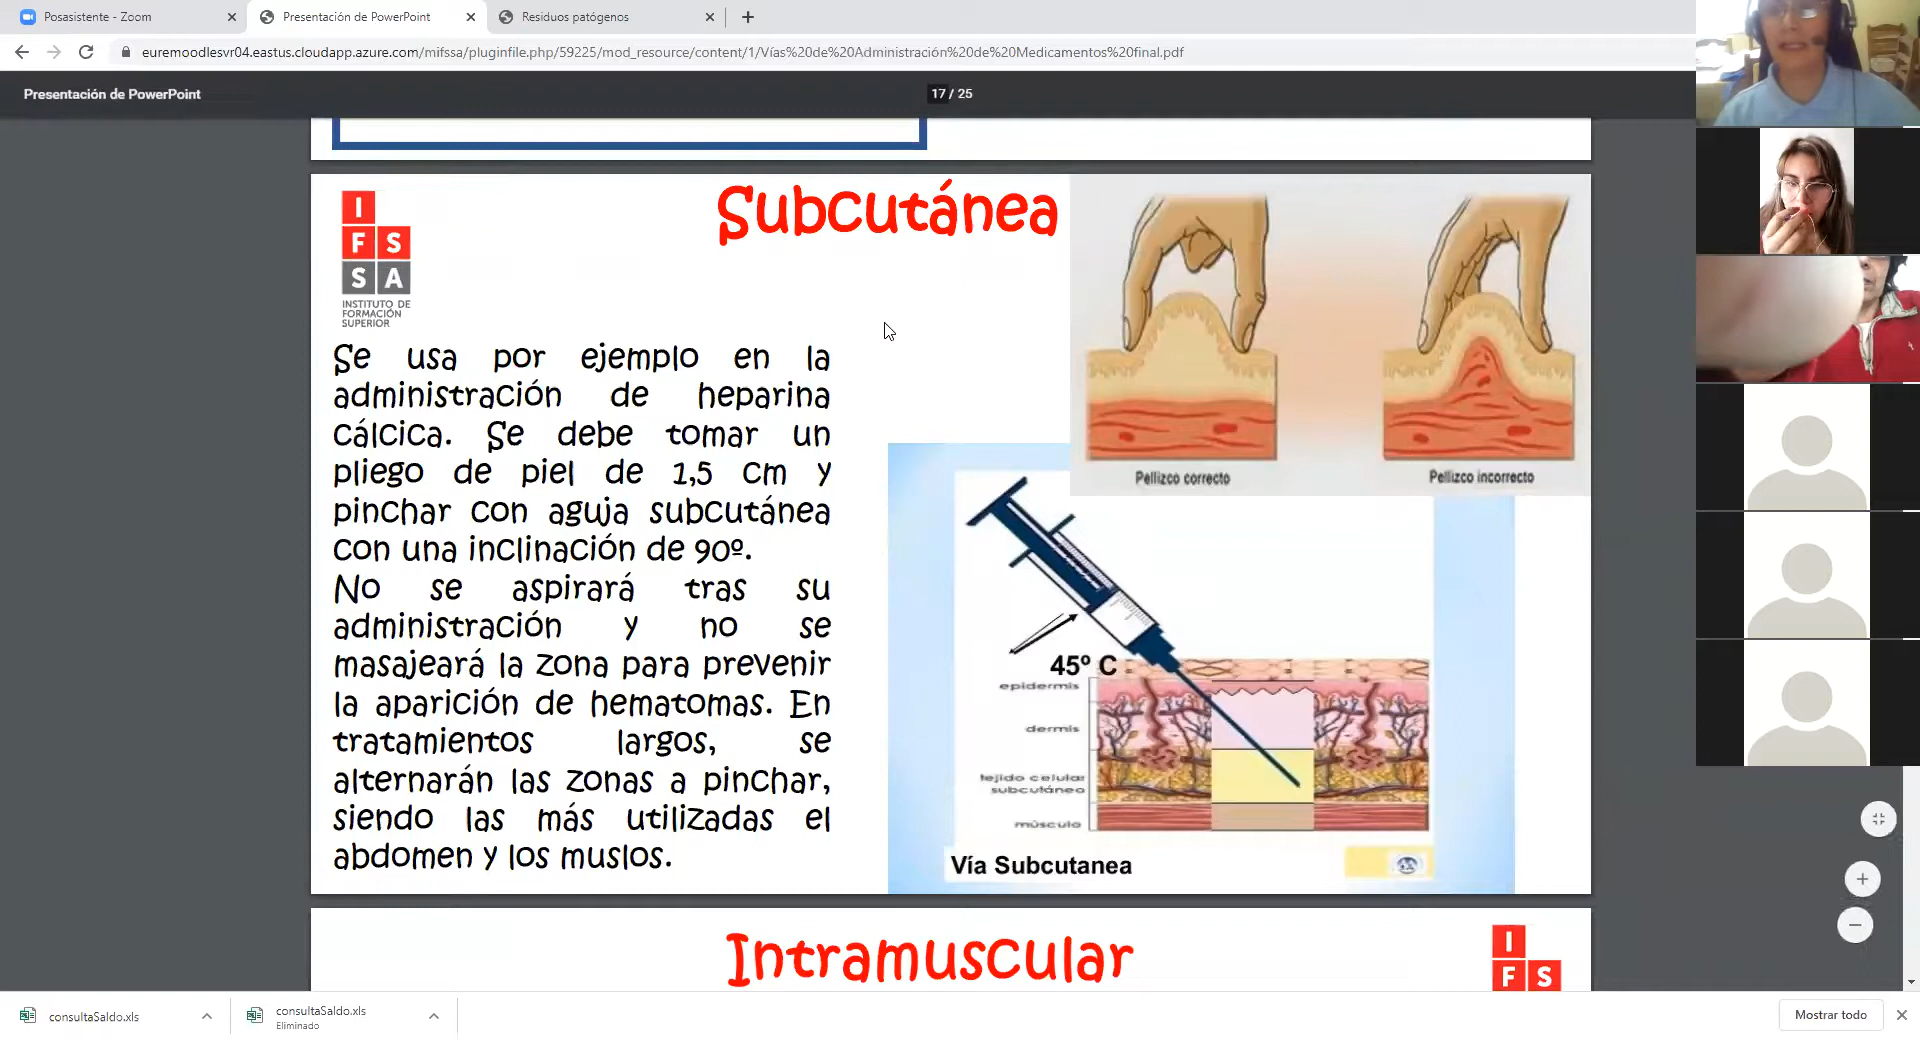 Posasistente - Zoom
Presentación de PowerPoint
Residuos patógenos
euremoodlesvr04.eastus.cloudapp.azure.com/mifssa/pluginfile.php/59225/mod_resource/content/1/Vías%20de%20Administración%20de%20Medicamentos%20final.pdf
Presentación de PowerPoint
17 / 25
I
F S
S A
INSTITUTO DE
FORMACIÓN
SUPERIOR
Subcutánea
Se usa por ejemplo en la
administración de heparina
cálcica. Se debe tomar un
pliego de piel de 1,5 cm y
pinchar con aguja subcutánea
con una inclinación de 90º.
No se aspirará tras su
administración y no se
masajeará la zona para prevenir
la aparición de hematomas. En
tratamientos largos, se
alternarán las zonas a pinchar,
siendo las más utilizadas el
abdomen y los muslos.
Pellizco correcto
Pellizco incorrecto
45º C
epidermis
dermis
tejido celular
subcutáneo
músculo
Vía Subcutanea
Intramuscular
I
F S
consultaSaldo.xls
consultaSaldo.xls
Eliminado
Mostrar todo